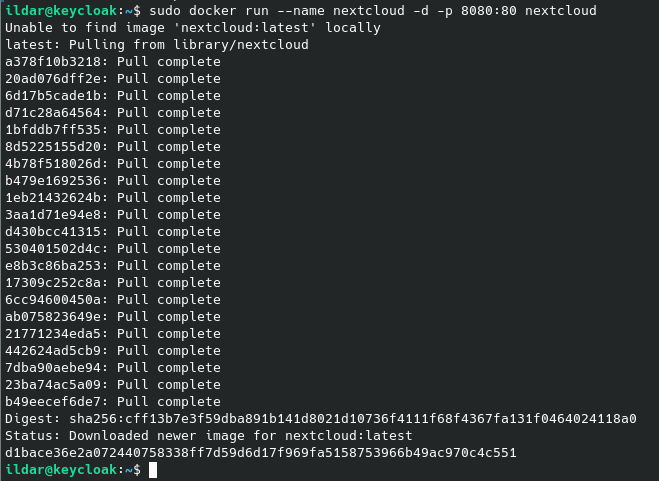 ildar@keycloak:~$ sudo docker run --name nextcloud -d -p 8080:80 nextcloud
Unable to find image 'nextcloud:latest' locally
latest: Pulling from library/nextcloud
a378f10b3218: Pull complete
20ad076dff2e: Pull complete
6d17b5cade1b: Pull complete
d71c28a64564: Pull complete
1bfddb7ff535: Pull complete
8d5225155d20: Pull complete
4b78f518026d: Pull complete
b479e1692536: Pull complete
1eb21432624b: Pull complete
3aa1d71e94e8: Pull complete
d430bcc41315: Pull complete
530401502d4c: Pull complete
e8b3c86ba253: Pull complete
17309c252c8a: Pull complete
6cc94600450a: Pull complete
ab075823649e: Pull complete
21771234eda5: Pull complete
442624ad5cb9: Pull complete
7dba90aebe94: Pull complete
23ba74ac5a09: Pull complete
b49eecef6de7: Pull complete
Digest: sha256:cff13b7e3f59dba891b141d8021d10736f4111f68f4367fa131f0464024118a0
Status: Downloaded newer image for nextcloud:latest
d1bace36e2a072440758338ff7d59d6d17f969fa5158753966b49ac970c4c551
ildar@keycloak:~$